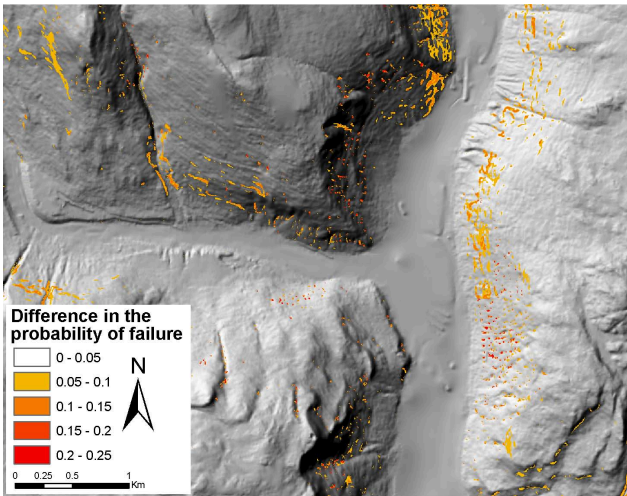 Difference in the
probability of failure
0 - 0.05
0.05 - 0.1
0.1 - 0.15
0.15 - 0.2
0.2 - 0.25
N
0 0.25 0.5 1
Km